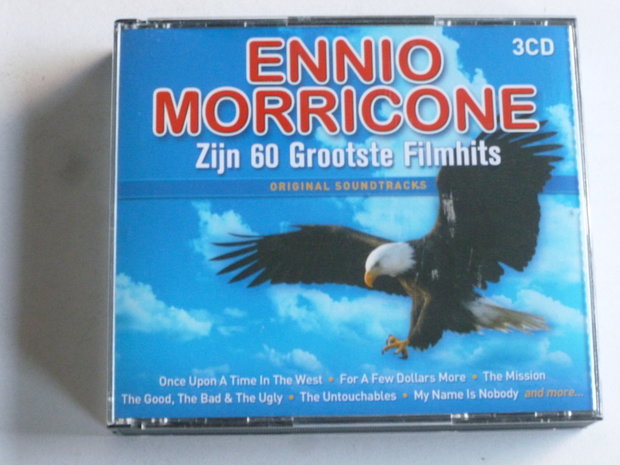 ENNIO
3CD
MORRICONE
Zijn 60 Grootste Filmhits
ORIGINAL SOUNDTRACKS
Once Upon A Time In The West • For A Few Dollars More • The Mission
The Good, The Bad & The Ugly • The Untouchables • My Name Is Nobody and more...